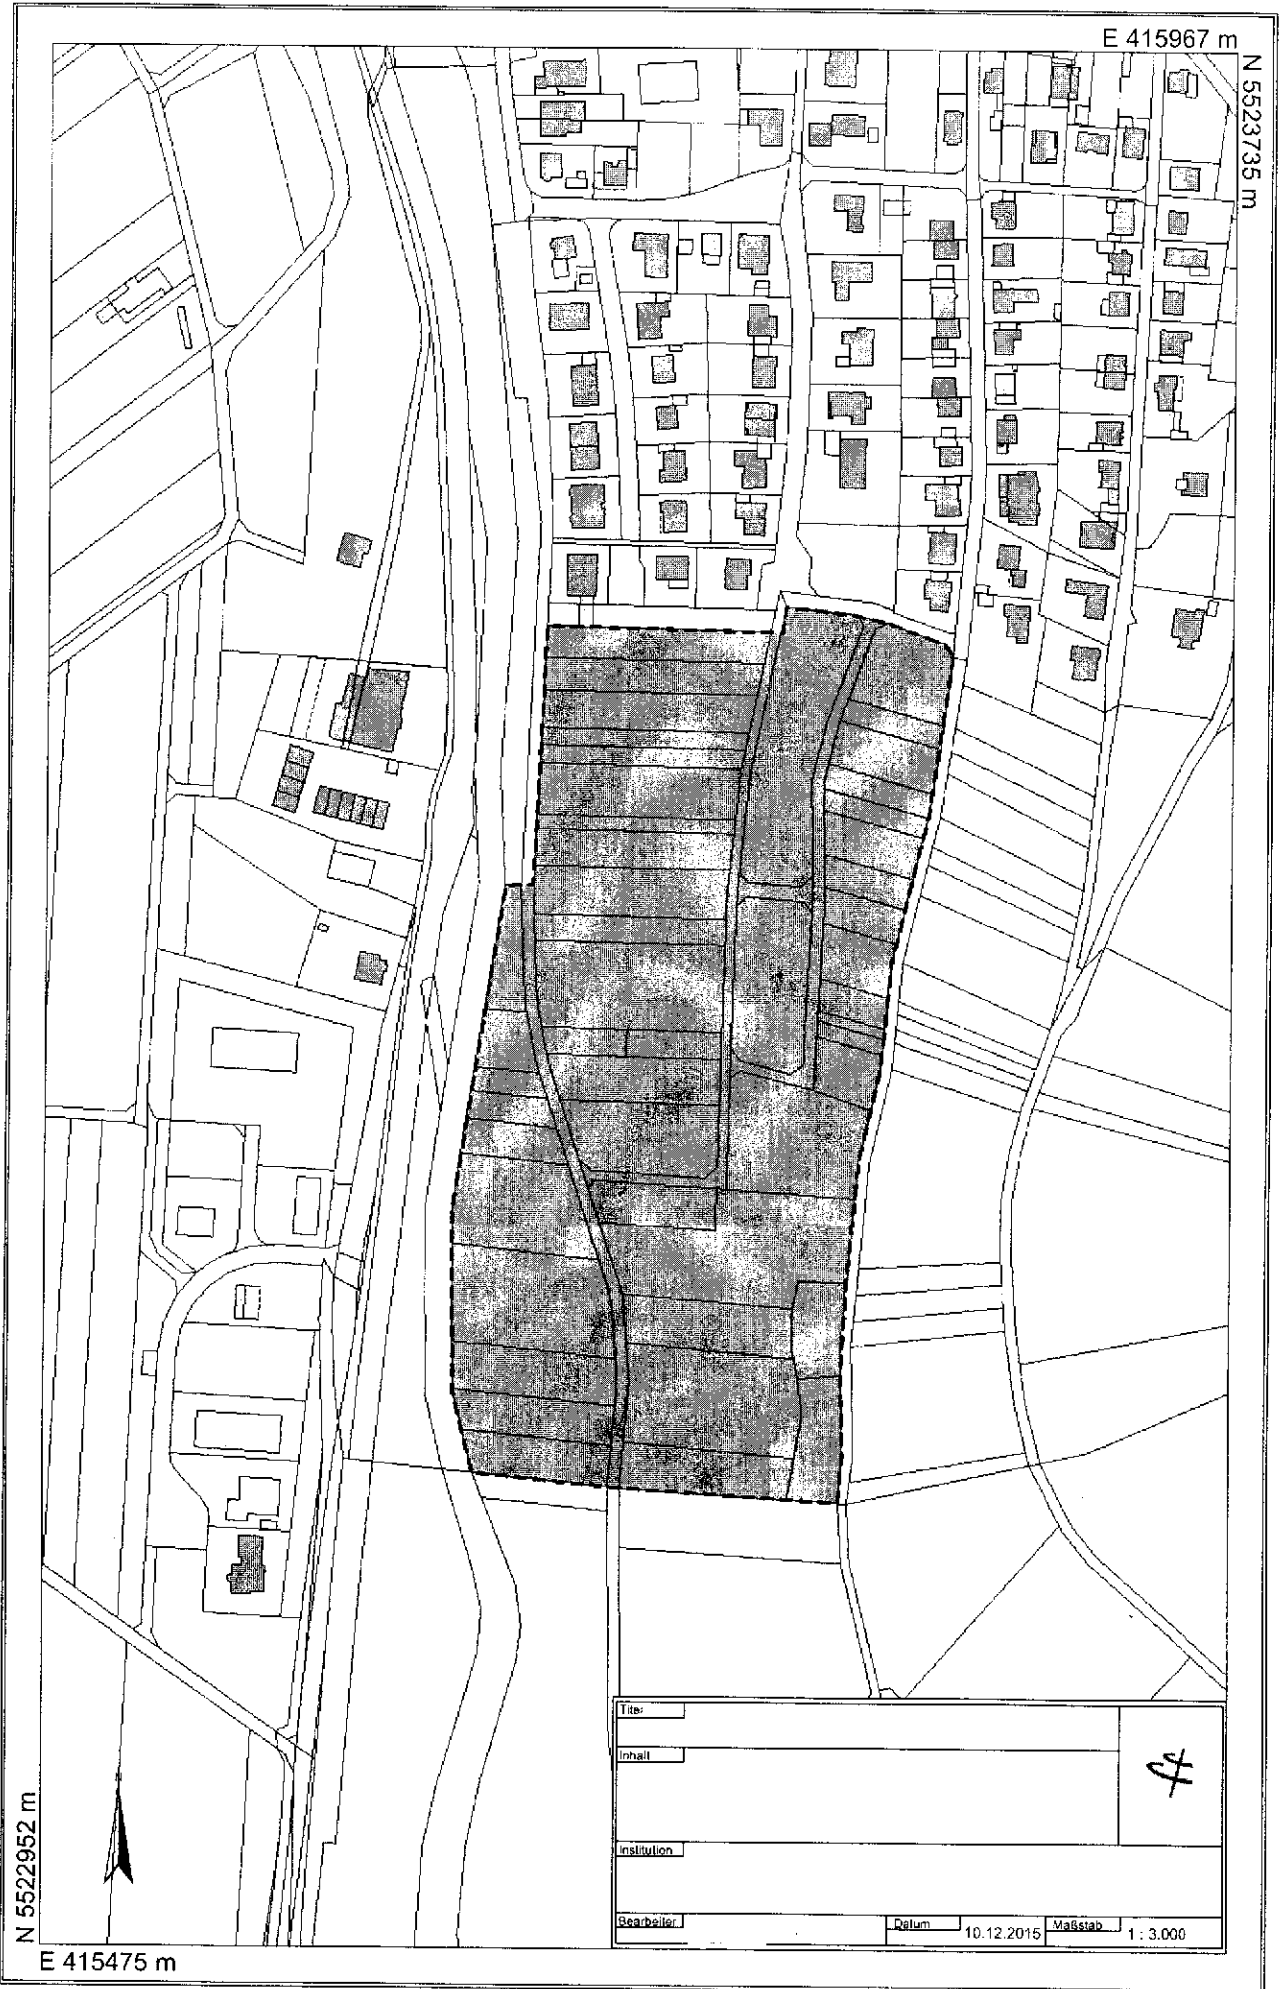 E 415967 m
N 5523735 m
Titel
Inhalt
Institution
Bearbeiter
Datum
10.12.2015
Maßstab
1 : 3.000
N 5522952 m
E 415475 m